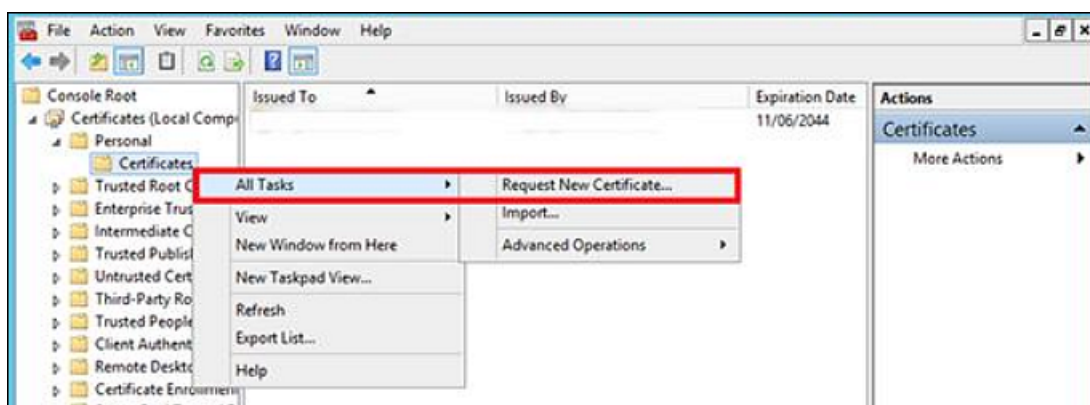 File Action View Favorites Window Help
Console Root
Certificates (Local Comp
Personal
Certificates
Trusted Root C
Enterprise Trus
Intermediate C
Trusted Publis
Untrusted Cert
Third-Party Ro
Trusted People
Client Authent
Remote Deskto
Certificate Enrollment
Issued To Issued By Expiration Date
11/06/2044
All Tasks
View
New Window from Here
New Taskpad View...
Refresh
Export List...
Help
Request New Certificate...
Import...
Advanced Operations
Actions
Certificates
More Actions